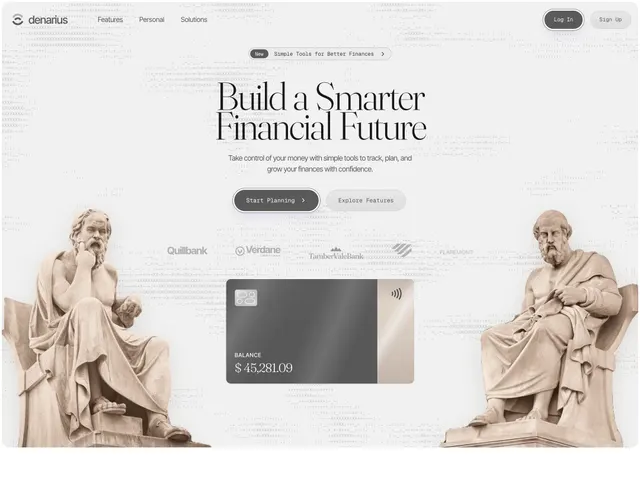 denarius
Features
Personal
Solutions
Log In
Sign Up
New
Simple Tools for Better Finances
Build a Smarter
Financial Future
Take control of your money with simple tools to track, plan, and
grow your finances with confidence.
Start Planning
Explore Features
Quillbank
Verdane
TamberValeBank
BALANCE
$ 45,281.09